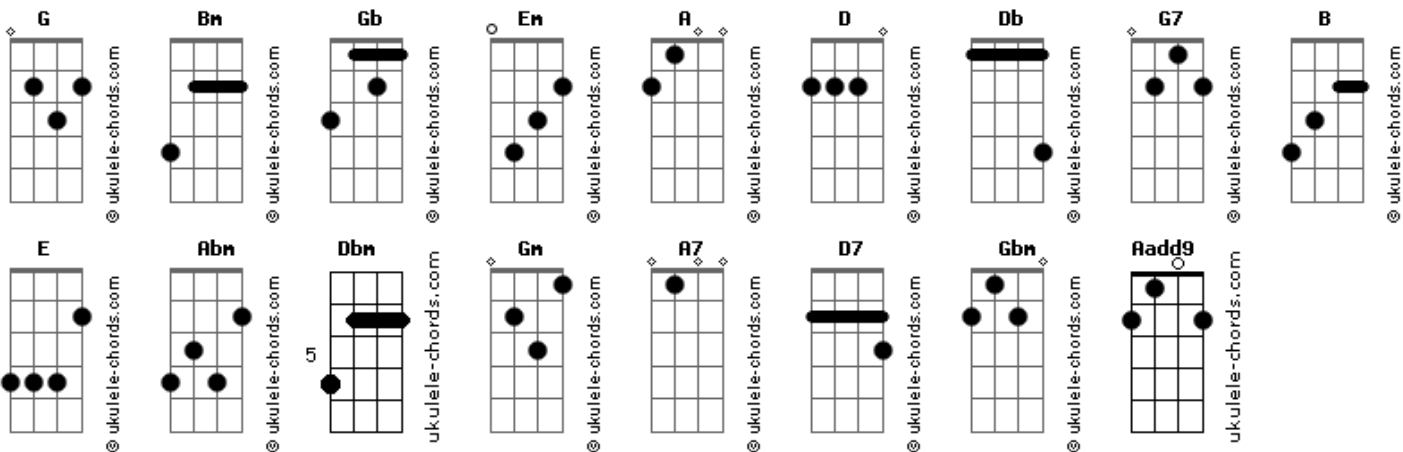 G Bm Gb Em A D Db G7 B
© ukulele-chords.com © ukulele-chords.com © ukulele-chords.com © ukulele-chords.com © ukulele-chords.com © ukulele-chords.com © ukulele-chords.com © ukulele-chords.com © ukulele-chords.com
E Abm Dbm Gm A7 D7 Gbm Aadd9
5
© ukulele-chords.com © ukulele-chords.com ukulele-chords.com © ukulele-chords.com © ukulele-chords.com © ukulele-chords.com © ukulele-chords.com ukulele-chords.com